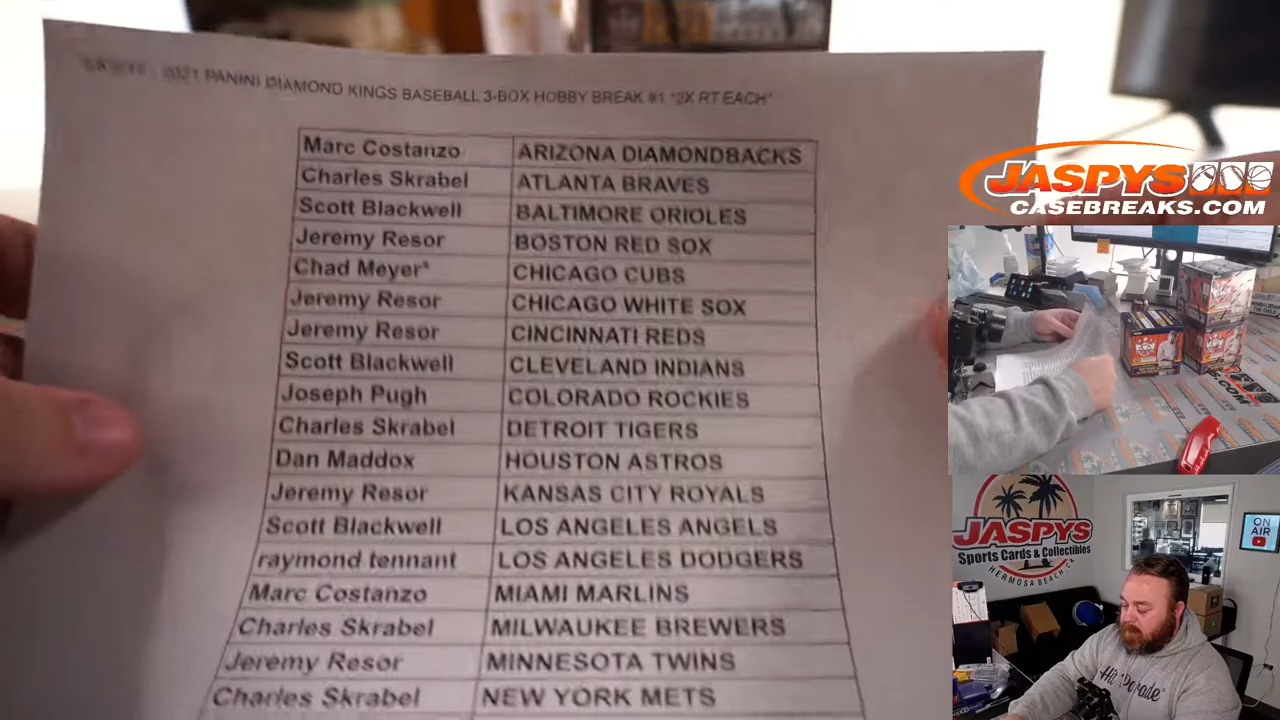 2021 PANINI DIAMOND KINGS BASEBALL 3-BOX HOBBY BREAK #1 "2X RT EACH"
Marc Costanzo ARIZONA DIAMONDBACKS
Charles Skrabel ATLANTA BRAVES
Scott Blackwell BALTIMORE ORIOLES
Jeremy Resor BOSTON RED SOX
Chad Meyer* CHICAGO CUBS
Jeremy Resor CHICAGO WHITE SOX
Jeremy Resor CINCINNATI REDS
Scott Blackwell CLEVELAND INDIANS
Joseph Pugh COLORADO ROCKIES
Charles Skrabel DETROIT TIGERS
Dan Maddox HOUSTON ASTROS
Jeremy Resor KANSAS CITY ROYALS
Scott Blackwell LOS ANGELES ANGELS
raymond tennant LOS ANGELES DODGERS
Marc Costanzo MIAMI MARLINS
Charles Skrabel MILWAUKEE BREWERS
Jeremy Resor MINNESOTA TWINS
Charles Skrabel NEW YORK METS
JASPYS
CASEBREAKS.COM
JASPYS
Sports Cards & Collectibles
HERMOSA BEACH, CA
ON
AIR
Hit Parade